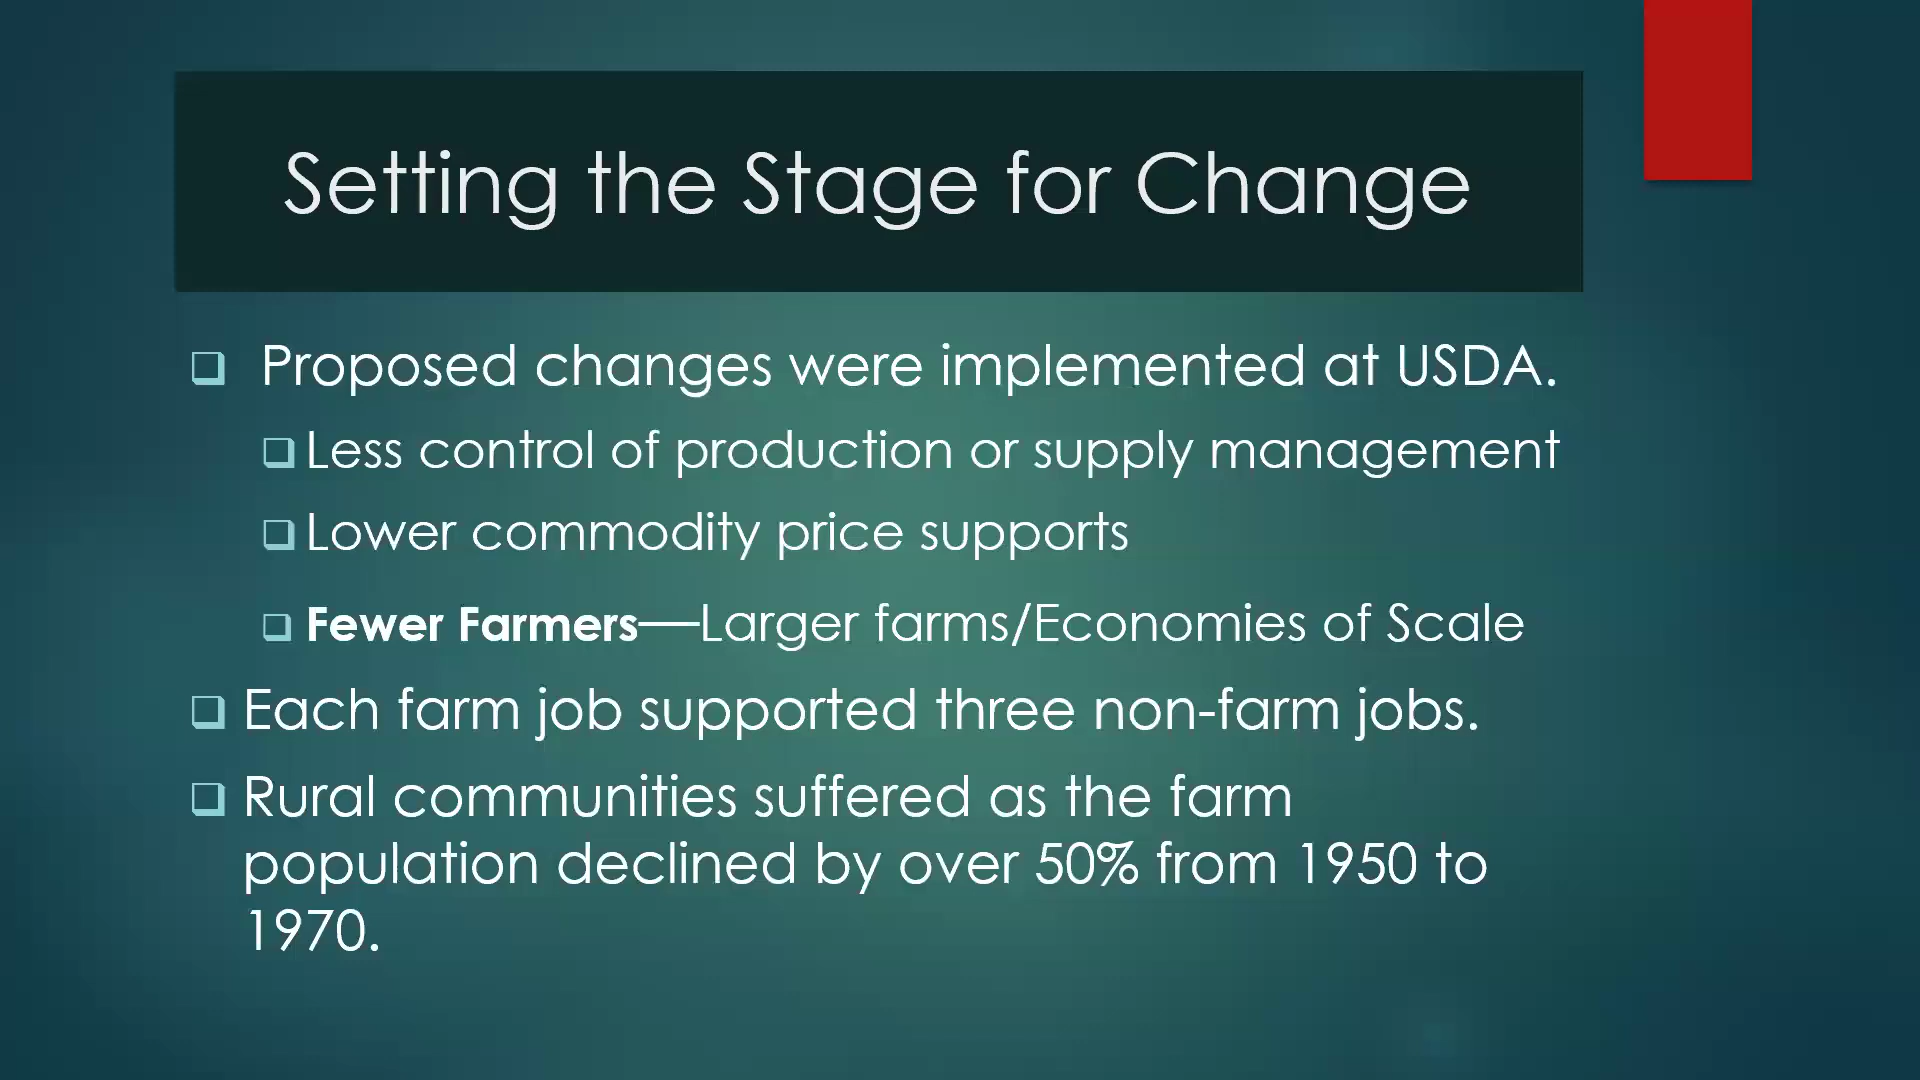 Setting the Stage for Change
Proposed changes were implemented at USDA.
Less control of production or supply management
Lower commodity price supports
Fewer Farmers—Larger farms/Economies of Scale
Each farm job supported three non-farm jobs.
Rural communities suffered as the farm
population declined by over 50% from 1950 to
1970.